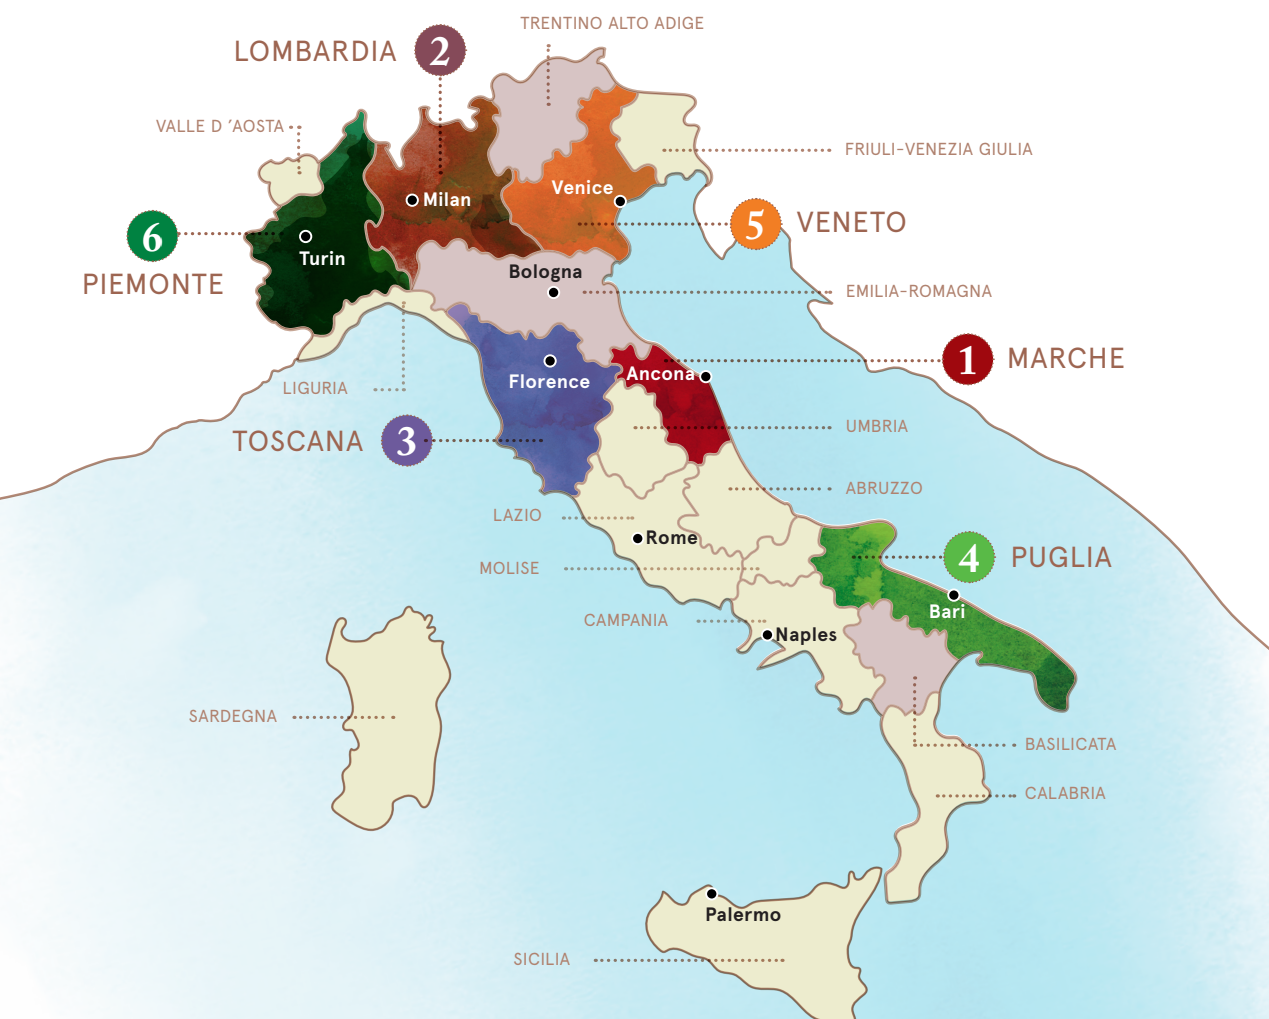 TRENTINO ALTO ADIGE
LOMBARDIA
2
VALLE D ’AOSTA
FRIULI-VENEZIA GIULIA
Milan
Venice
5
VENETO
6
Turin
PIEMONTE
Bologna
EMILIA-ROMAGNA
1
MARCHE
Florence
Ancona
LIGURIA
UMBRIA
TOSCANA
3
ABRUZZO
LAZIO
Rome
4
PUGLIA
MOLISE
Bari
CAMPANIA
Naples
SARDEGNA
BASILICATA
CALABRIA
Palermo
SICILIA